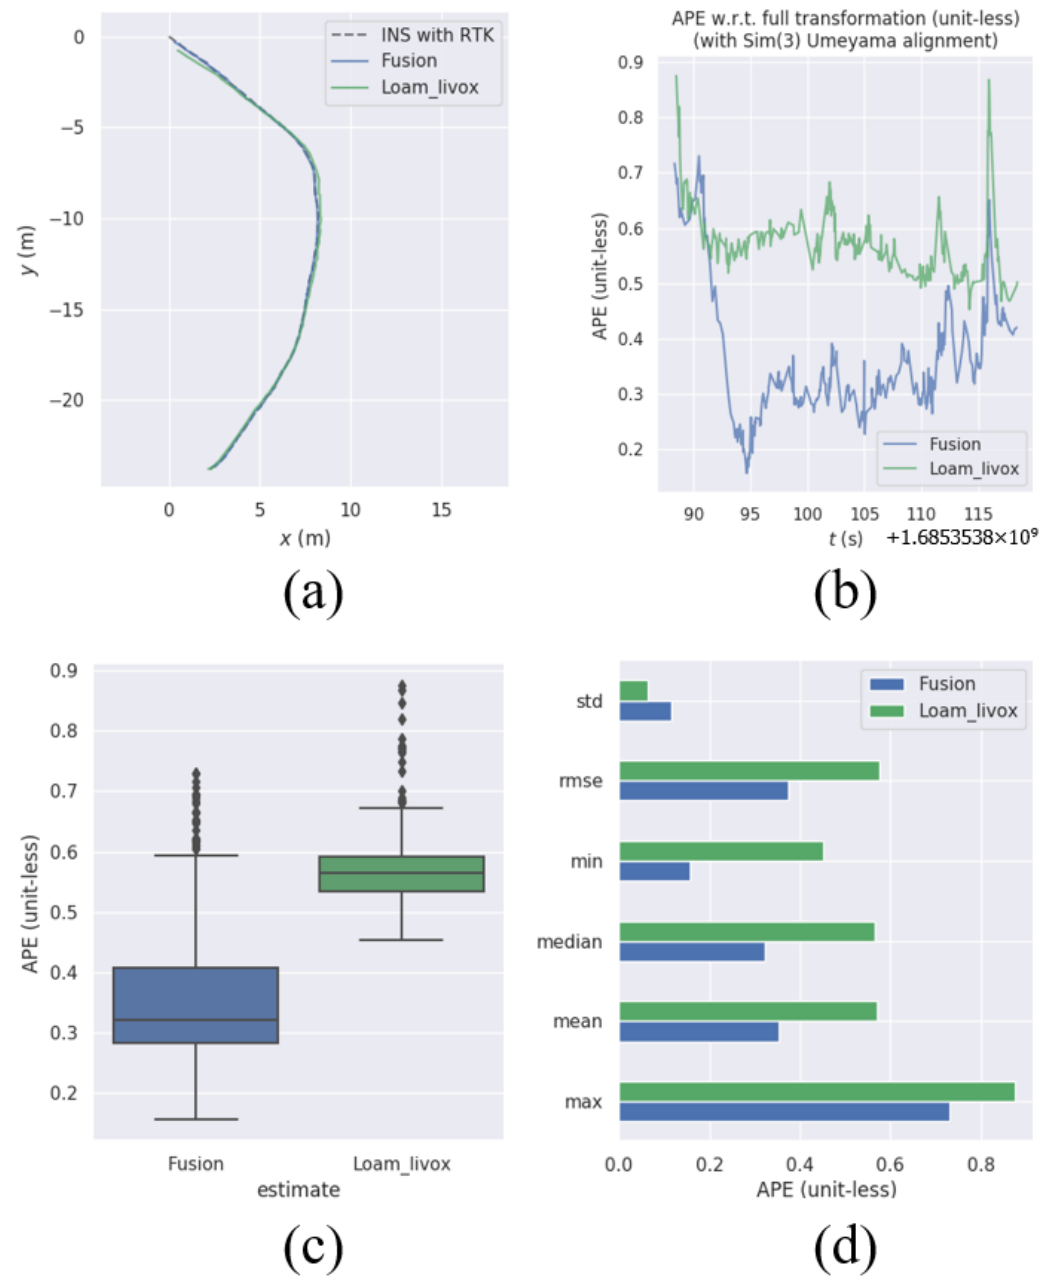 INS with RTK
Fusion
Loam_livox
0
−5
−10
−15
−20
y (m)
0 5 10 15
x (m)
(a)
APE w.r.t. full transformation (unit-less)
(with Sim(3) Umeyama alignment)
0.9
0.8
0.7
0.6
0.5
0.4
0.3
0.2
APE (unit-less)
Fusion
Loam_livox
90 95 100 105 110 115
t (s) +1.6853538×10⁹
(b)
0.9
0.8
0.7
0.6
0.5
0.4
0.3
0.2
APE (unit-less)
Fusion Loam_livox
estimate
(c)
Fusion
Loam_livox
std
rmse
min
median
mean
max
0.0 0.2 0.4 0.6 0.8
APE (unit-less)
(d)